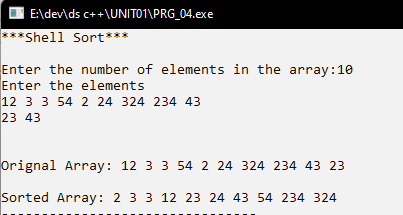 E:\dev\ds c++\UNIT01\PRG_04.exe
***Shell Sort***
Enter the number of elements in the array:10
Enter the elements
12 3 3 54 2 24 324 234 43
23 43
Orignal Array: 12 3 3 54 2 24 324 234 43 23
Sorted Array: 2 3 3 12 23 24 43 54 234 324
--------------------------------